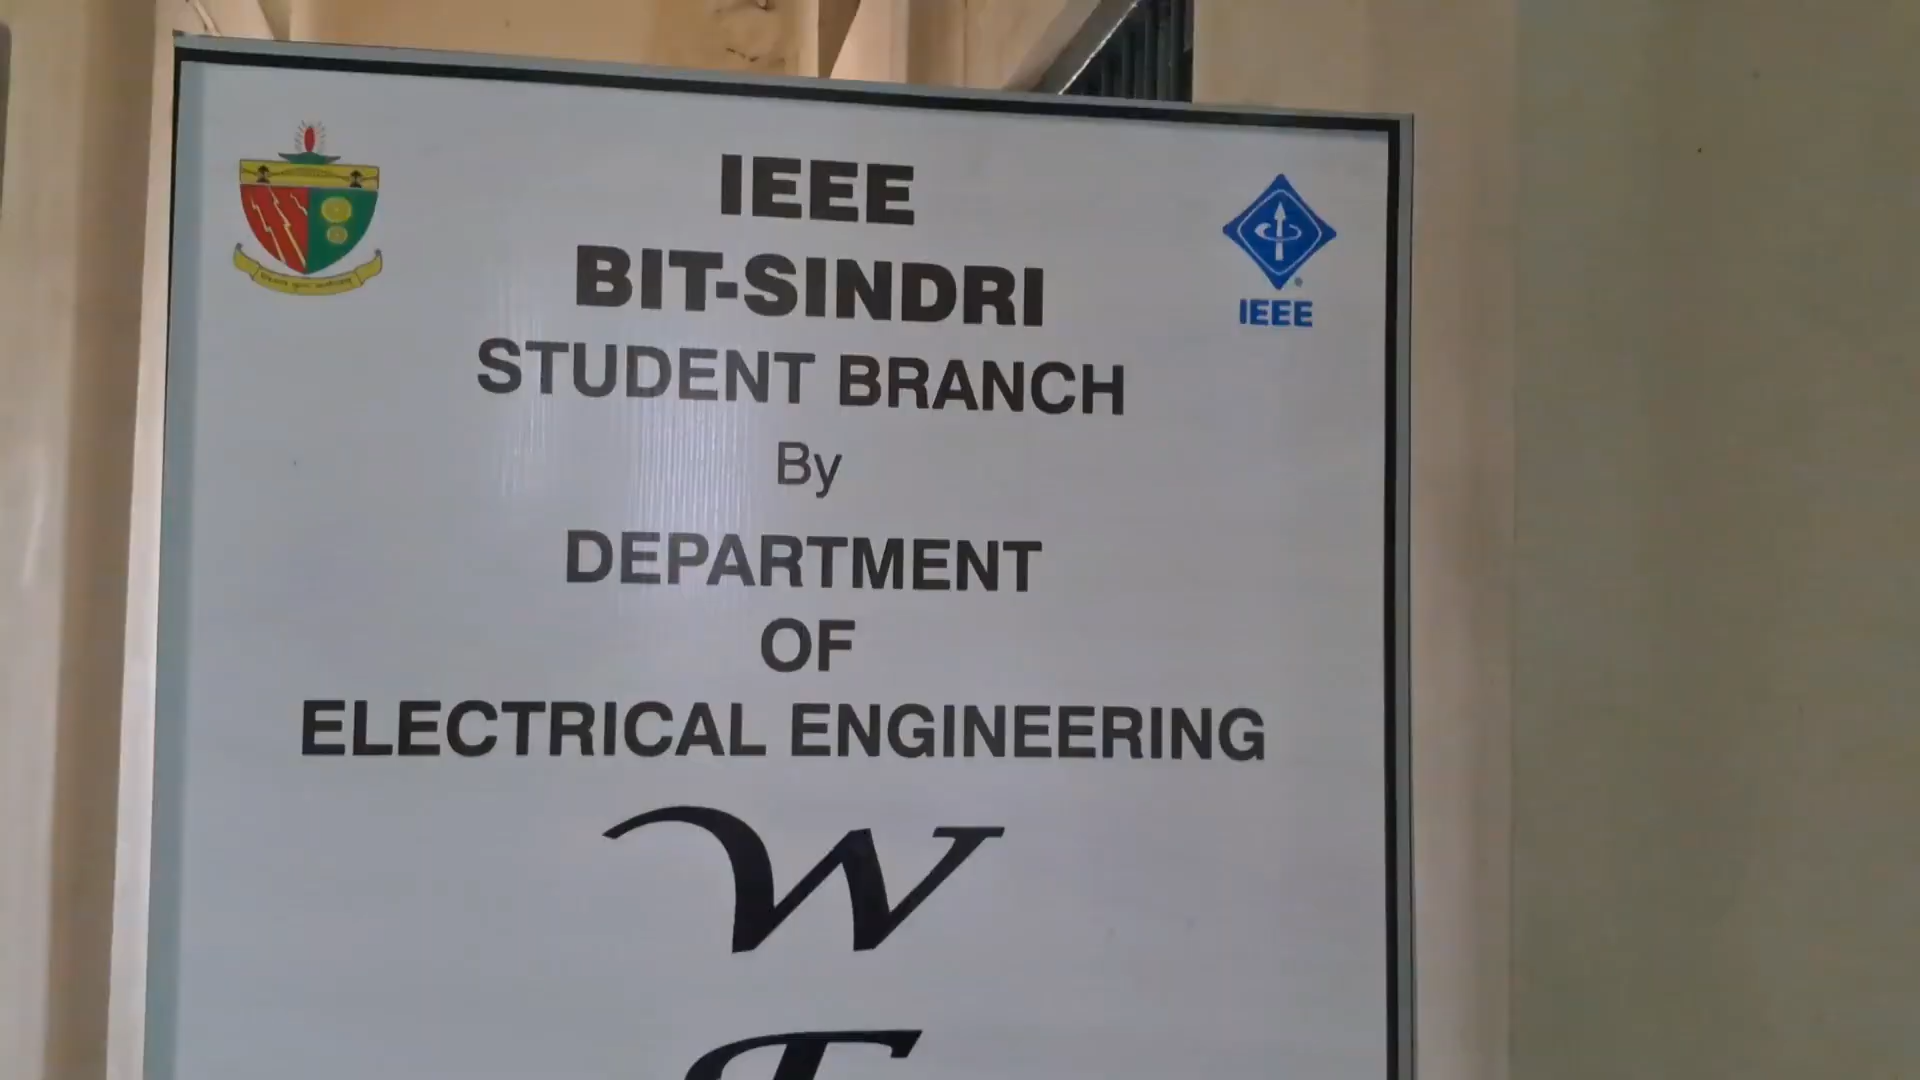 IEEE
BIT-SINDRI
STUDENT BRANCH
By
DEPARTMENT
OF
ELECTRICAL ENGINEERING
W
IEEE